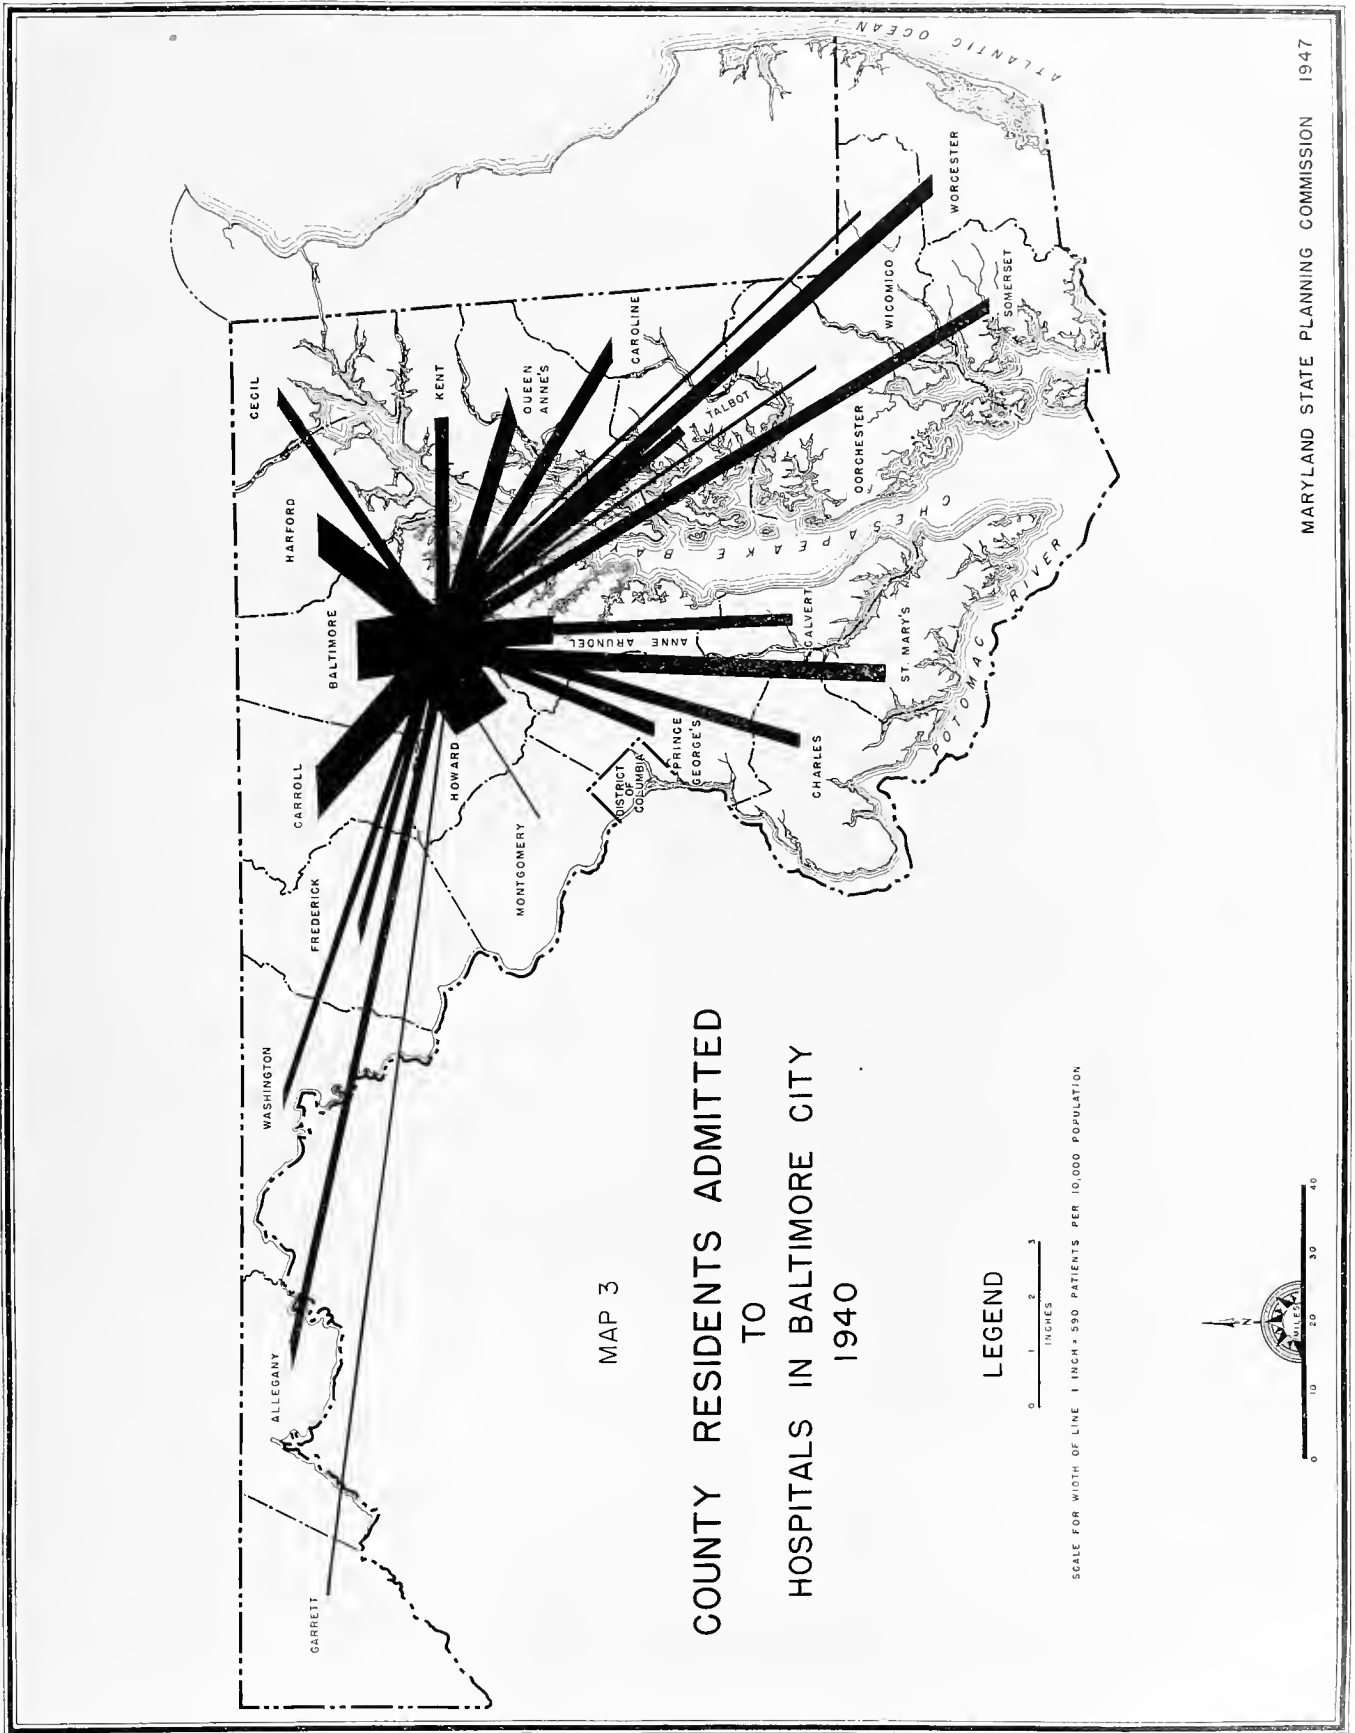 MAP 3
COUNTY RESIDENTS ADMITTED
TO
HOSPITALS IN BALTIMORE CITY
1940
LEGEND
0 1 2 3
INCHES
SCALE FOR WIDTH OF LINE 1 INCH = 590 PATIENTS PER 10,000 POPULATION
N
MILES
0 10 20 30 40
MARYLAND STATE PLANNING COMMISSION 1947
GARRETT
ALLEGANY
WASHINGTON
FREDERICK
CARROLL
BALTIMORE
HARFORD
CECIL
KENT
QUEEN
ANNE'S
CAROLINE
TALBOT
HOWARD
MONTGOMERY
DISTRICT
OF
COLUMBIA
PRINCE
GEORGE'S
ANNE
ARUNDEL
CALVERT
CHARLES
ST. MARY'S
DORCHESTER
WICOMICO
SOMERSET
WORCESTER
CHESAPEAKE BAY
POTOMAC RIVER
ATLANTIC OCEAN